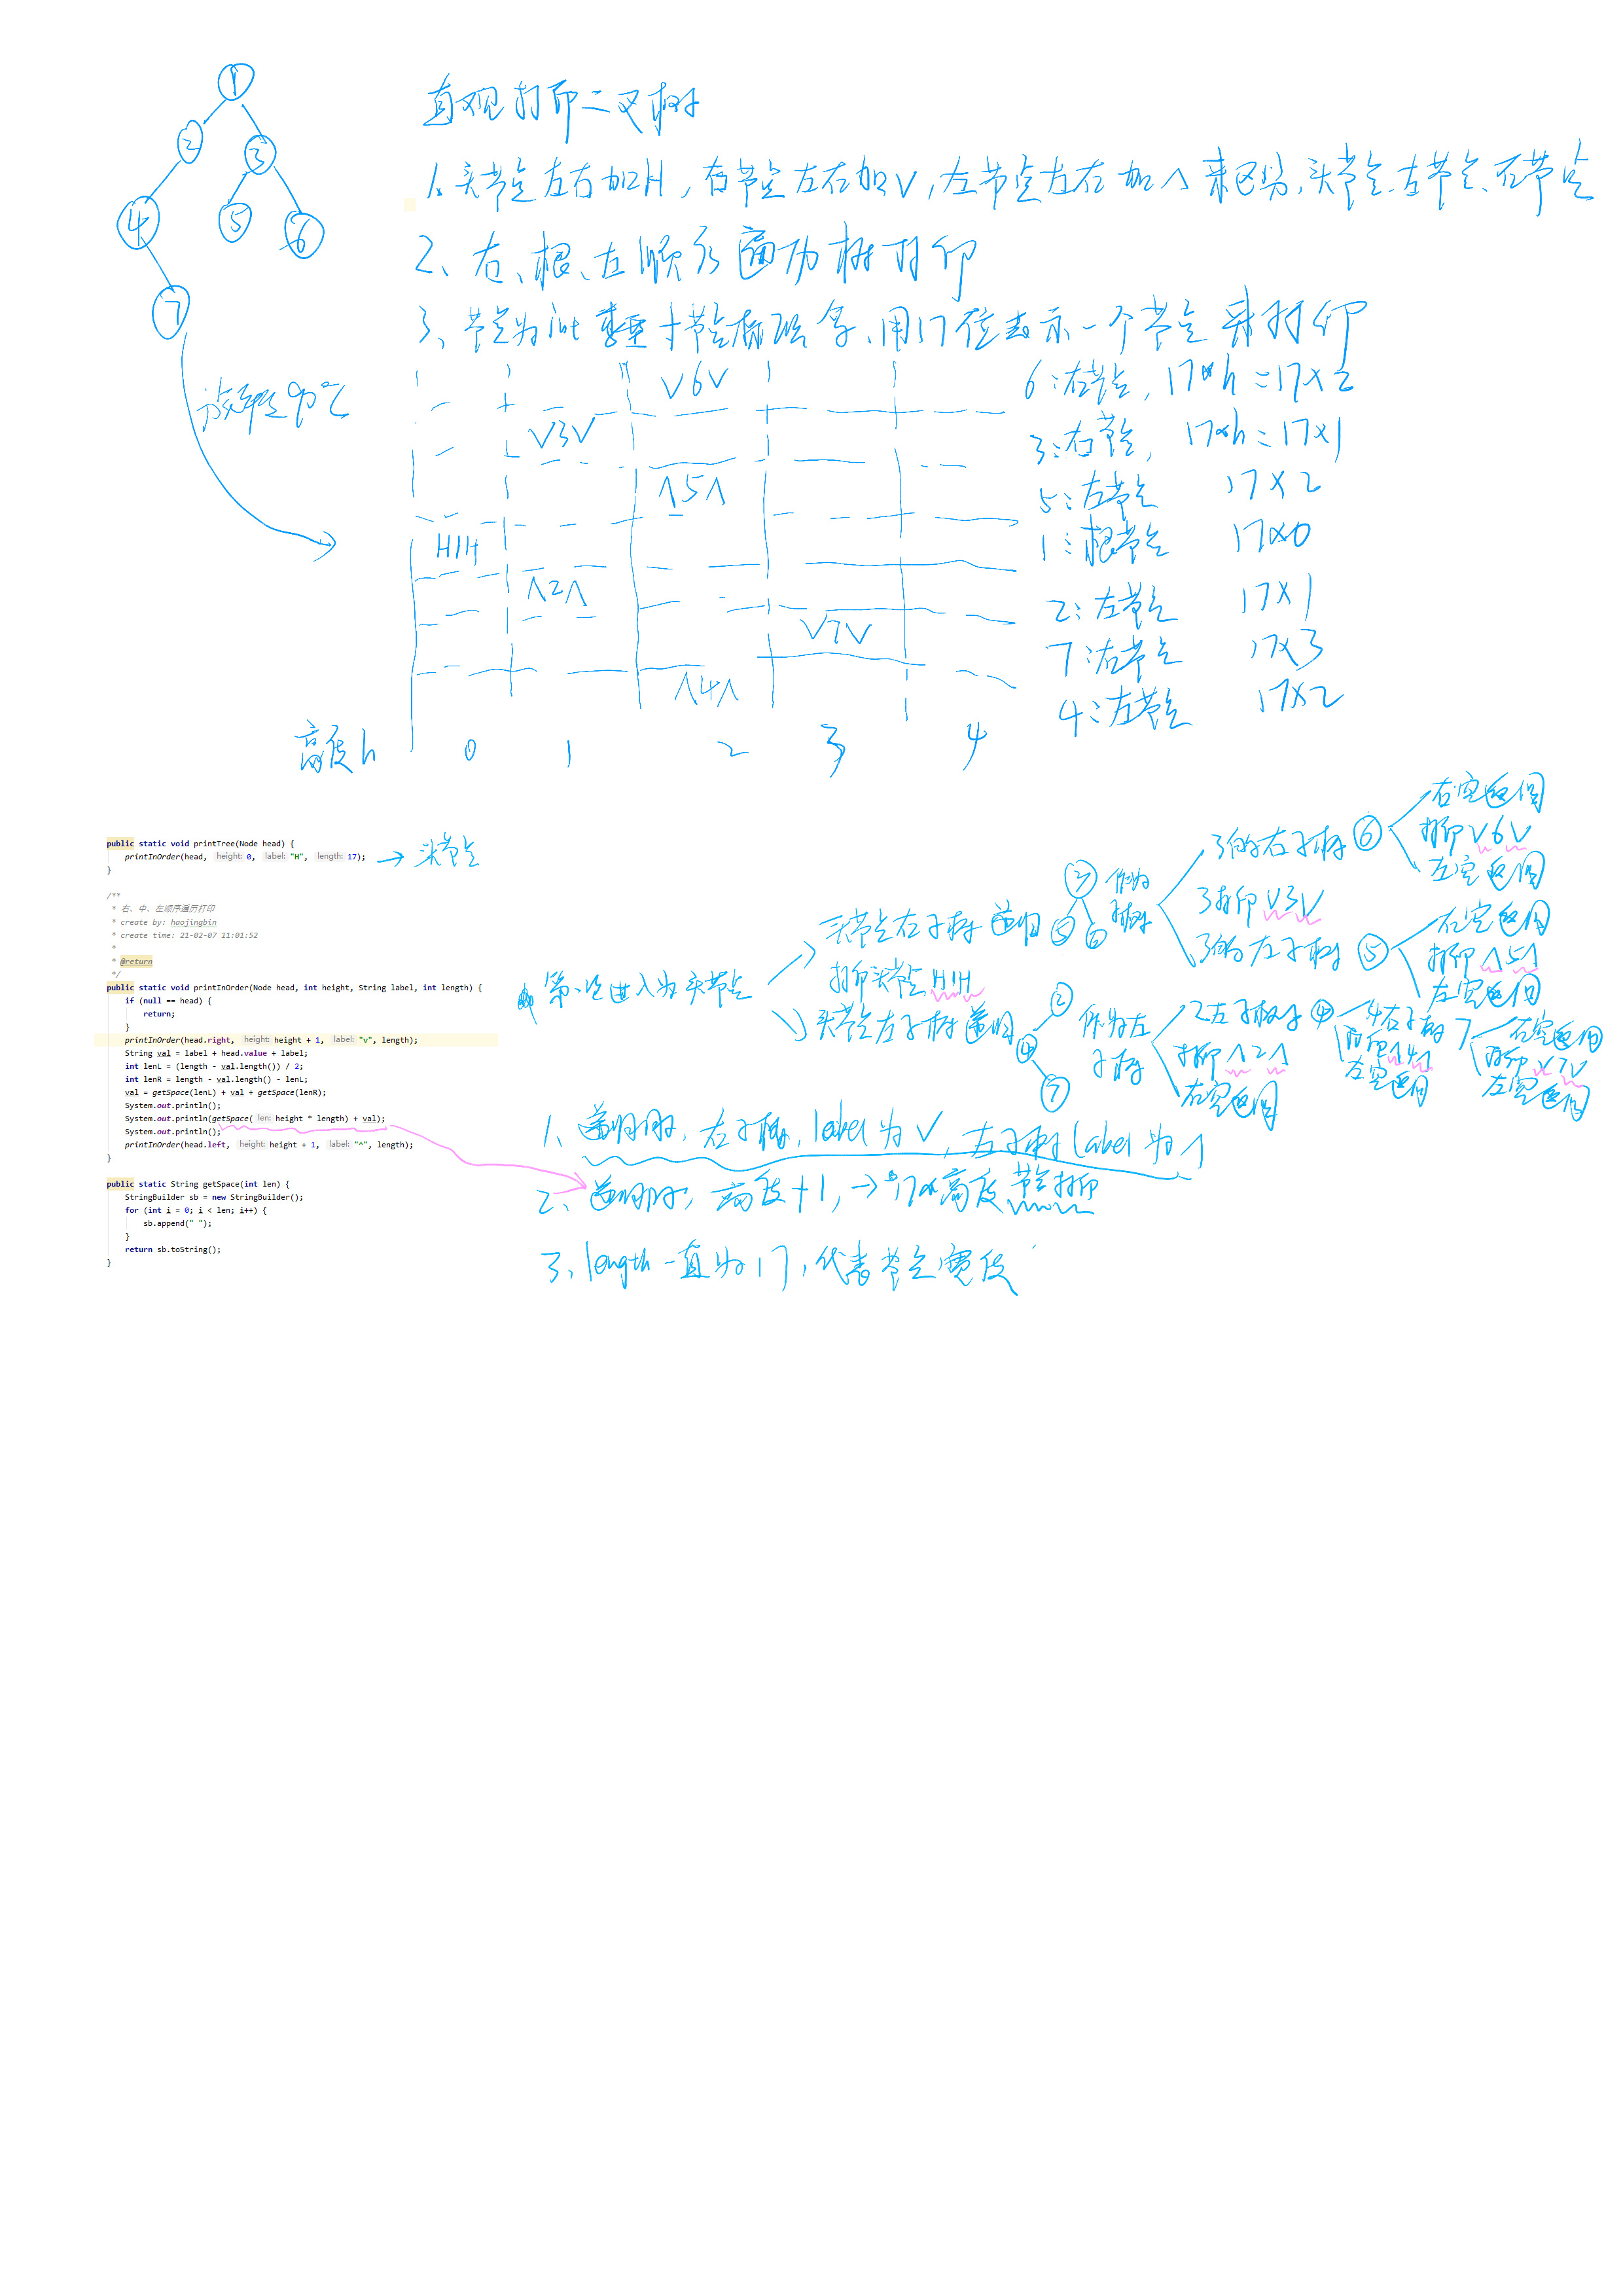 1
2
3
4
5
6
7
直观打印二叉树
1、头节点左右加H,右节点左右加V,左节点左右加^来区分,头节点、左节点、右节点
2、右、根、左顺序遍历树打印
3、节点为int类型+节点标识符、用17位表示一个节点来打印
旋转90℃
V6V
V3V
^5^
H1H
^2^
V7V
^4^
6:右节点, 17*h=17×2
3:右节点, 17*h=17×1
5:左节点 17×2
1:根节点 17×0
2:左节点 17×1
7:右节点 17×3
4:左节点 17×2
高度h 0 1 2 3 4
public static void printTree(Node head) {
printInOrder(head, height: 0, label: "H", length: 17); → 头节点
}
/**
* 右、中、左顺序遍历打印
* create by: haojingbin
* create time: 21-02-07 11:01:52
*
* @return
*/
public static void printInOrder(Node head, int height, String label, int length) {
if (null == head) {
return;
}
printInOrder(head.right, height: height + 1, label: "v", length);
String val = label + head.value + label;
int lenL = (length - val.length()) / 2;
int lenR = length - val.length() - lenL;
val = getSpace(lenL) + val + getSpace(lenR);
System.out.println();
System.out.println(getSpace( len: height * length) + val);
System.out.println();
printInOrder(head.left, height: height + 1, label: "^", length);
}
public static String getSpace(int len) {
StringBuilder sb = new StringBuilder();
for (int i = 0; i < len; i++) {
sb.append(" ");
}
return sb.toString();
}
第一次进入为头节点
头节点右子树递归
打印头节点H1H
头节点左子树递归
3
5 6
作为
子树
3的右子树 6
3打印V3V
3的左子树 5
右空返回
打印V6V
左空返回
右空返回
打印^5^
左空返回
2
4
7
作为左
子树
2左子树 4
打印^2^
右空返回
4右子树 7
打印^4^
左空返回
右空返回
打印V7V
左空返回
1、递归时,右子树,label为V,左子树label为^
2、递归时,高度+1,→17*高度 节点打印
3、length一直为17,代表节点宽度